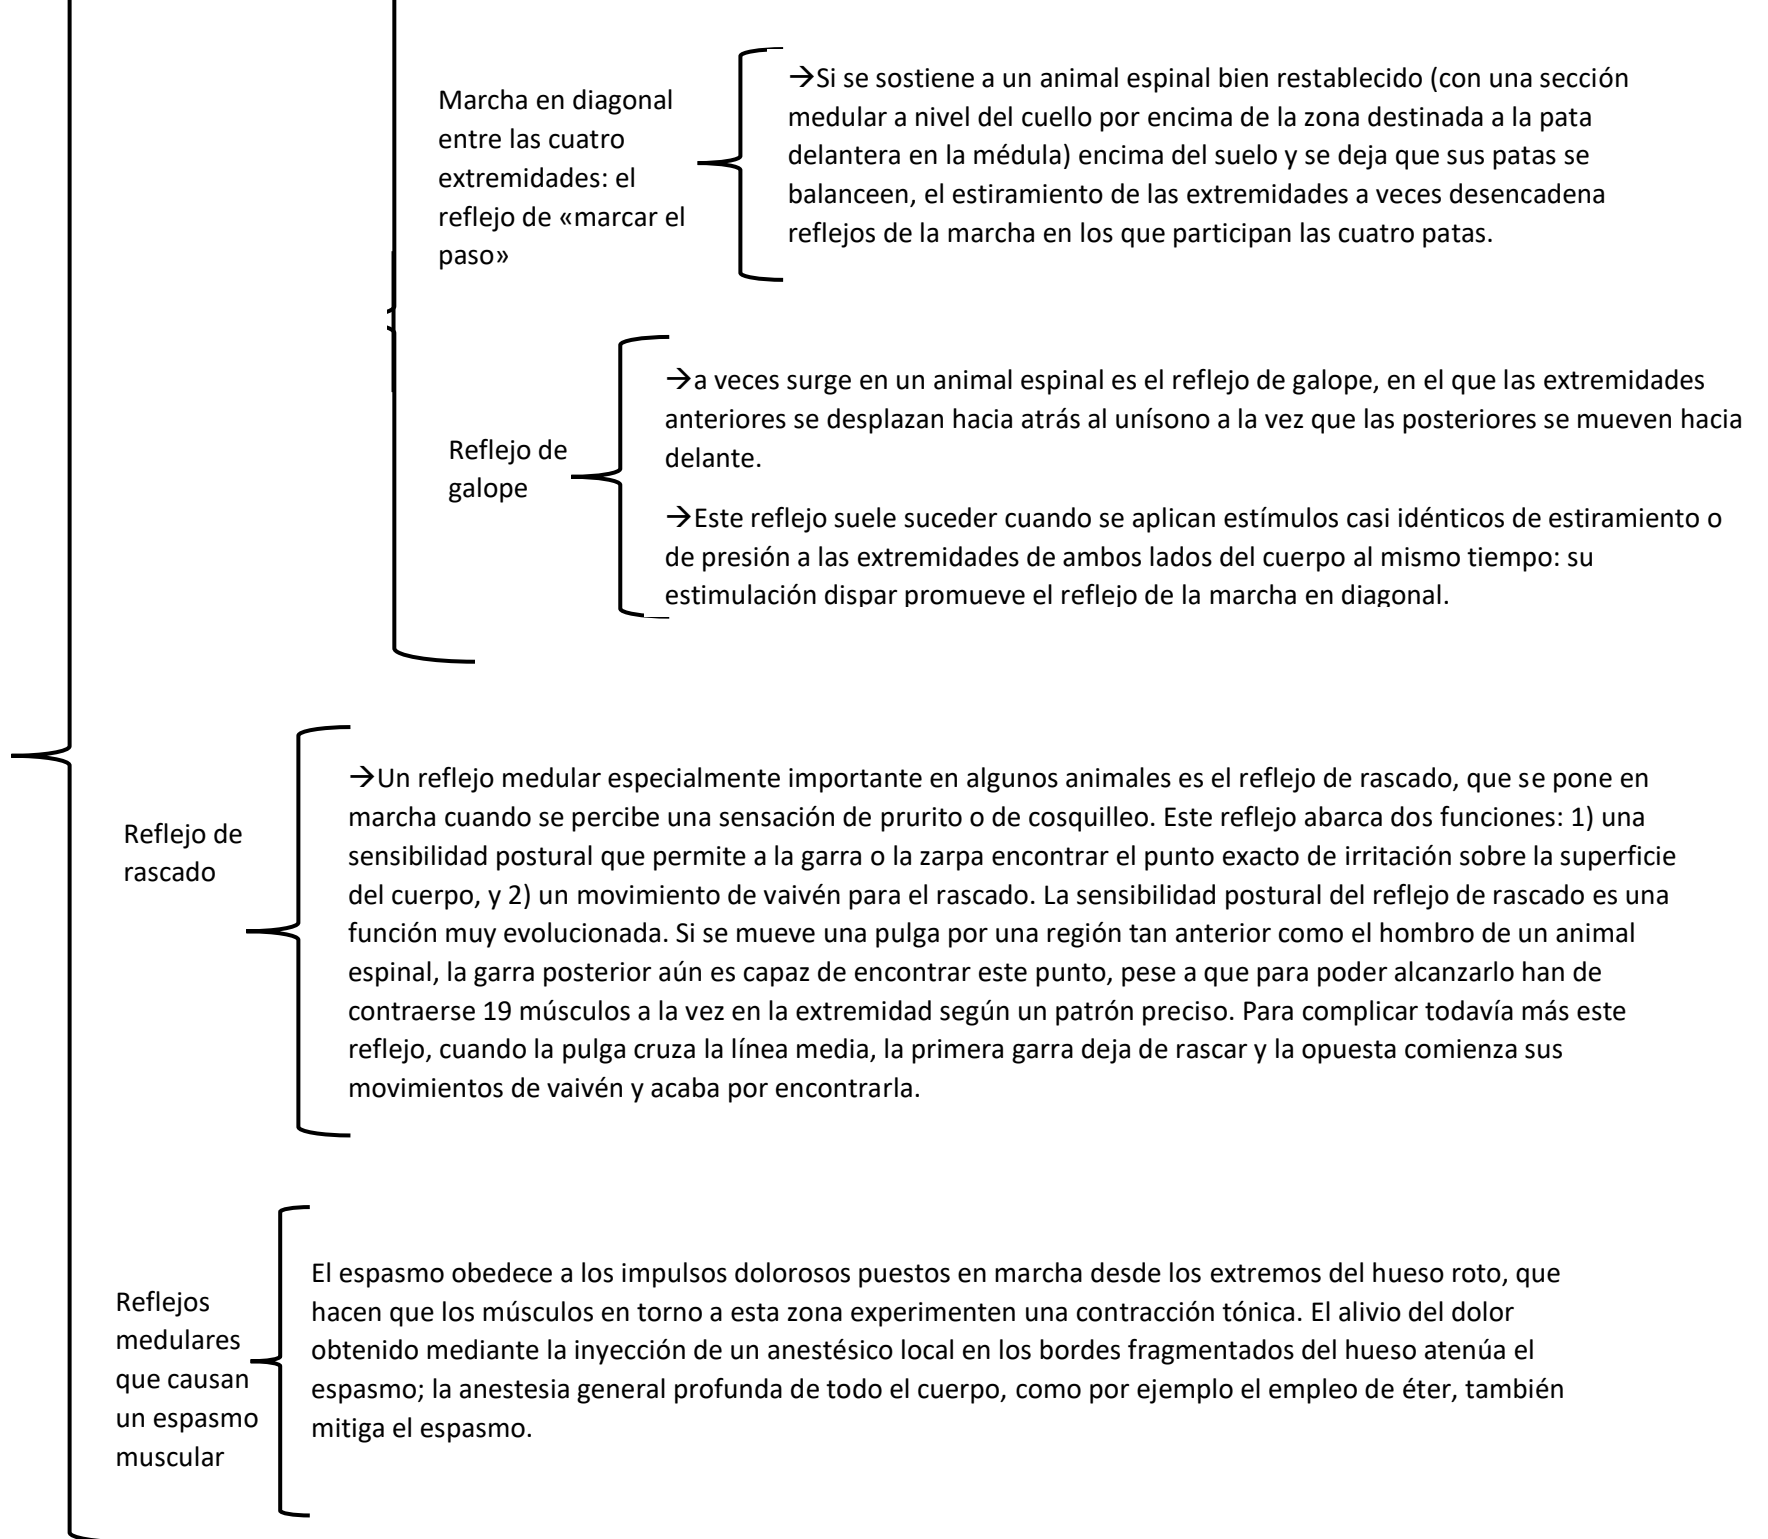 Marcha en diagonal
entre las cuatro
extremidades: el
reflejo de «marcar el
paso»
→Si se sostiene a un animal espinal bien restablecido (con una sección
medular a nivel del cuello por encima de la zona destinada a la pata
delantera en la médula) encima del suelo y se deja que sus patas se
balanceen, el estiramiento de las extremidades a veces desencadena
reflejos de la marcha en los que participan las cuatro patas.
Reflejo de
galope
→a veces surge en un animal espinal es el reflejo de galope, en el que las extremidades
anteriores se desplazan hacia atrás al unísono a la vez que las posteriores se mueven hacia
delante.
→Este reflejo suele suceder cuando se aplican estímulos casi idénticos de estiramiento o
de presión a las extremidades de ambos lados del cuerpo al mismo tiempo: su
estimulación dispar promueve el reflejo de la marcha en diagonal.
Reflejo de
rascado
→Un reflejo medular especialmente importante en algunos animales es el reflejo de rascado, que se pone en
marcha cuando se percibe una sensación de prurito o de cosquilleo. Este reflejo abarca dos funciones: 1) una
sensibilidad postural que permite a la garra o la zarpa encontrar el punto exacto de irritación sobre la superficie
del cuerpo, y 2) un movimiento de vaivén para el rascado. La sensibilidad postural del reflejo de rascado es una
función muy evolucionada. Si se mueve una pulga por una región tan anterior como el hombro de un animal
espinal, la garra posterior aún es capaz de encontrar este punto, pese a que para poder alcanzarlo han de
contraerse 19 músculos a la vez en la extremidad según un patrón preciso. Para complicar todavía más este
reflejo, cuando la pulga cruza la línea media, la primera garra deja de rascar y la opuesta comienza sus
movimientos de vaivén y acaba por encontrarla.
Reflejos
medulares
que causan
un espasmo
muscular
El espasmo obedece a los impulsos dolorosos puestos en marcha desde los extremos del hueso roto, que
hacen que los músculos en torno a esta zona experimenten una contracción tónica. El alivio del dolor
obtenido mediante la inyección de un anestésico local en los bordes fragmentados del hueso atenúa el
espasmo; la anestesia general profunda de todo el cuerpo, como por ejemplo el empleo de éter, también
mitiga el espasmo.